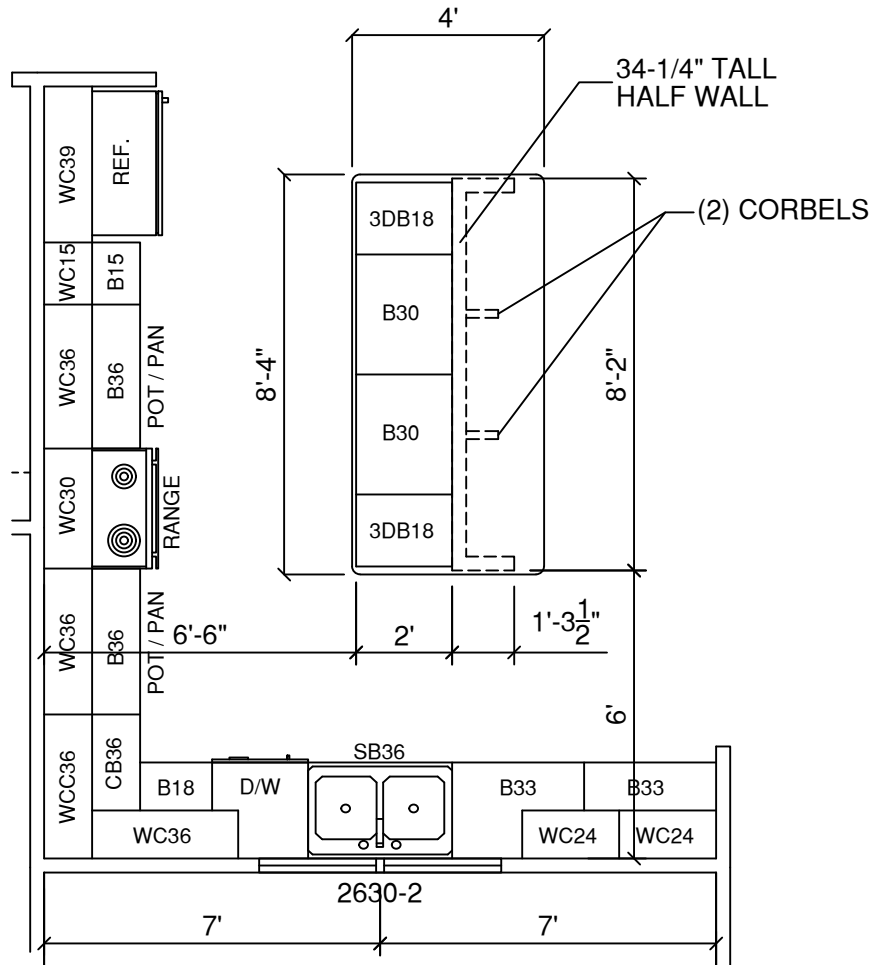 4'
34-1/4" TALL
HALF WALL
WC39
REF.
3DB18
(2) CORBELS
WC15
B15
B30
WC36
B36
POT / PAN
8'-4"
8'-2"
B30
WC30
RANGE
3DB18
WC36
B36
POT / PAN
6'-6"
2'
1'-3 1/2"
6'
WCC36
CB36
SB36
B18
D/W
B33
B33
WC36
WC24
WC24
2630-2
7'
7'